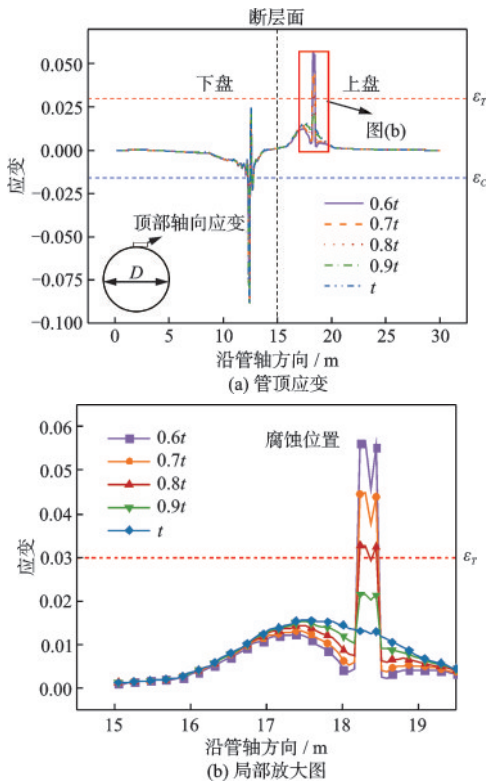 断层面
0.050
0.025
0.000
−0.025
−0.050
−0.075
−0.100
应变
下盘
上盘
图(b)
ε_T
ε_C
顶部轴向应变
D
0.6t
0.7t
0.8t
0.9t
t
0 5 10 15 20 25 30
沿管轴方向 / m
(a) 管顶应变
0.06
0.05
0.04
0.03
0.02
0.01
0.00
应变
0.6t
0.7t
0.8t
0.9t
t
腐蚀位置
ε_T
15 16 17 18 19
沿管轴方向 / m
(b) 局部放大图